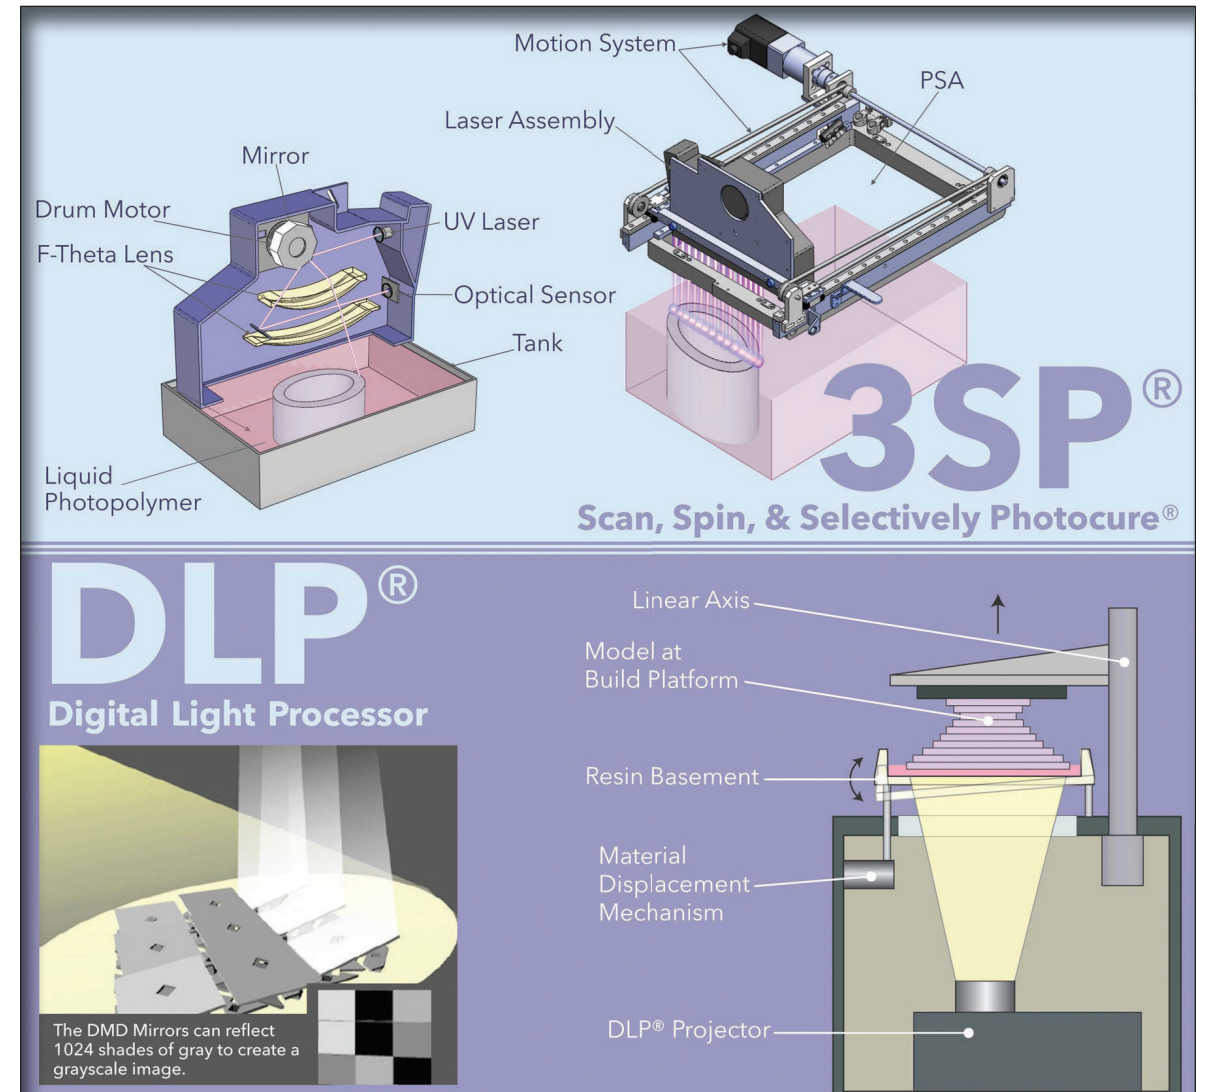 Motion System
PSA
Laser Assembly
Mirror
Drum Motor
UV Laser
F-Theta Lens
Optical Sensor
Tank
Liquid
Photopolymer
3SP®
Scan, Spin, & Selectively Photocure®
DLP®
Digital Light Processor
The DMD Mirrors can reflect
1024 shades of gray to create a
grayscale image.
Linear Axis
Model at
Build Platform
Resin Basement
Material
Displacement
Mechanism
DLP® Projector